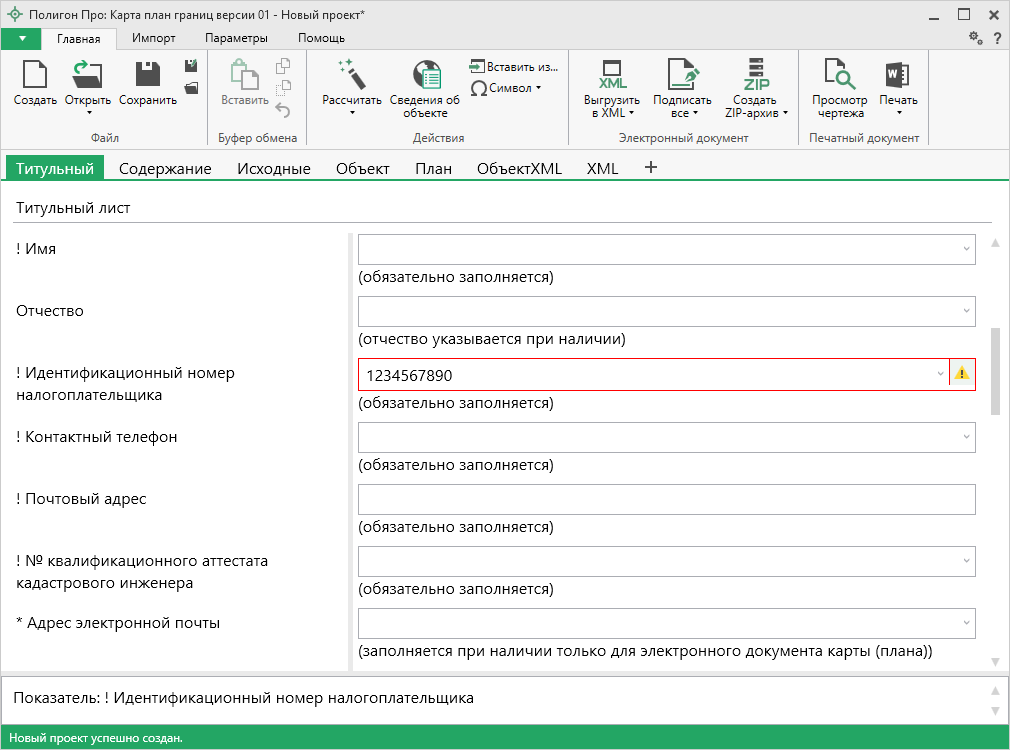 Полигон Про: Карта план границ версии 01 - Новый проект*
Главная Импорт Параметры Помощь ?
Создать Открыть Сохранить Вставить Рассчитать Сведения об объекте Вставить из... Символ XML Выгрузить в XML Подписать все ZIP Создать ZIP-архив Просмотр чертежа W Печать
Файл Буфер обмена Действия Электронный документ Печатный документ
Титульный Содержание Исходные Объект План ОбъектXML XML +
Титульный лист
! Имя
(обязательно заполняется)
Отчество
(отчество указывается при наличии)
! Идентификационный номер
налогоплательщика
1234567890
(обязательно заполняется)
! Контактный телефон
(обязательно заполняется)
! Почтовый адрес
(обязательно заполняется)
! № квалификационного аттестата
кадастрового инженера
(обязательно заполняется)
* Адрес электронной почты
(заполняется при наличии только для электронного документа карты (плана))
Показатель: ! Идентификационный номер налогоплательщика
Новый проект успешно создан.